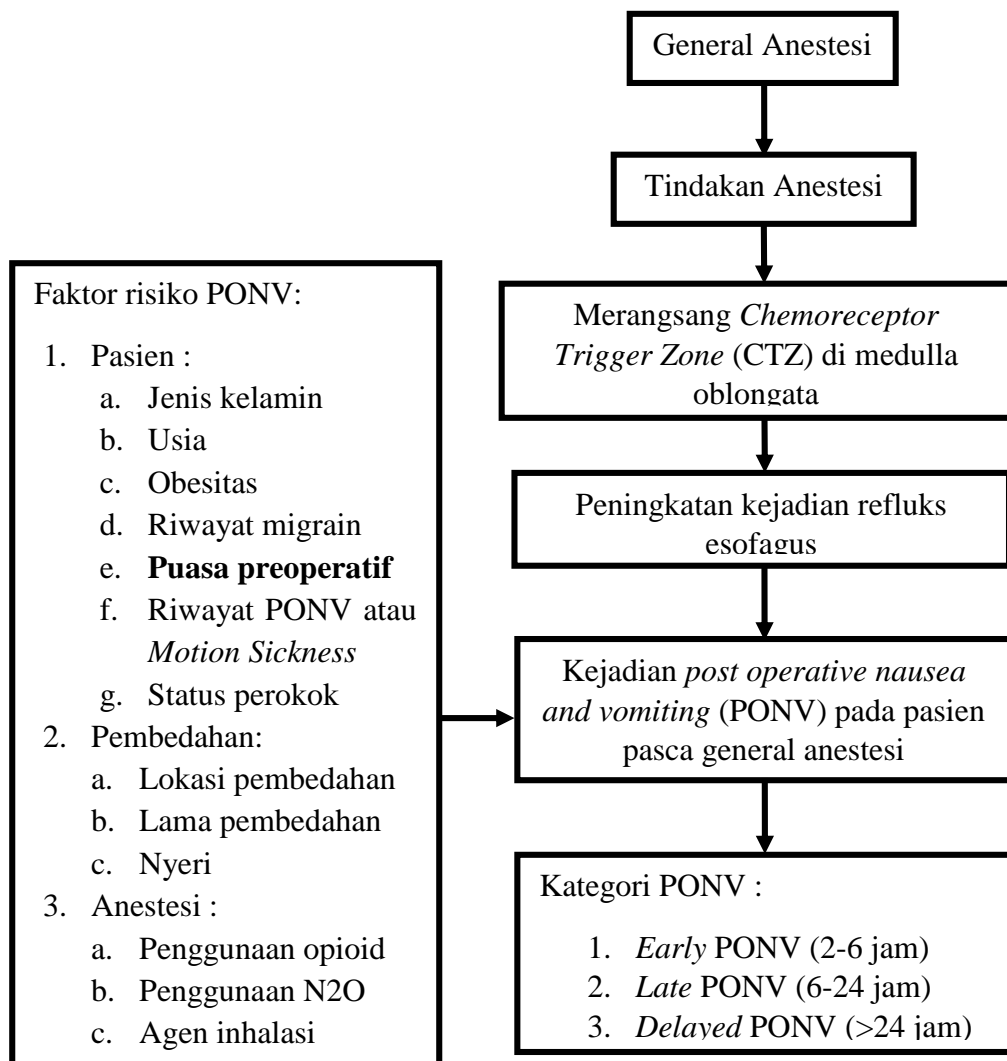 General Anestesi
Tindakan Anestesi
Merangsang Chemoreceptor
Trigger Zone (CTZ) di medulla
oblongata
Peningkatan kejadian refluks
esofagus
Faktor risiko PONV:
1. Pasien :
a. Jenis kelamin
b. Usia
c. Obesitas
d. Riwayat migrain
e. Puasa preoperatif
f. Riwayat PONV atau
Motion Sickness
g. Status perokok
2. Pembedahan:
a. Lokasi pembedahan
b. Lama pembedahan
c. Nyeri
3. Anestesi :
a. Penggunaan opioid
b. Penggunaan N2O
c. Agen inhalasi
Kejadian post operative nausea
and vomiting (PONV) pada pasien
pasca general anestesi
Kategori PONV :
1. Early PONV (2-6 jam)
2. Late PONV (6-24 jam)
3. Delayed PONV (>24 jam)